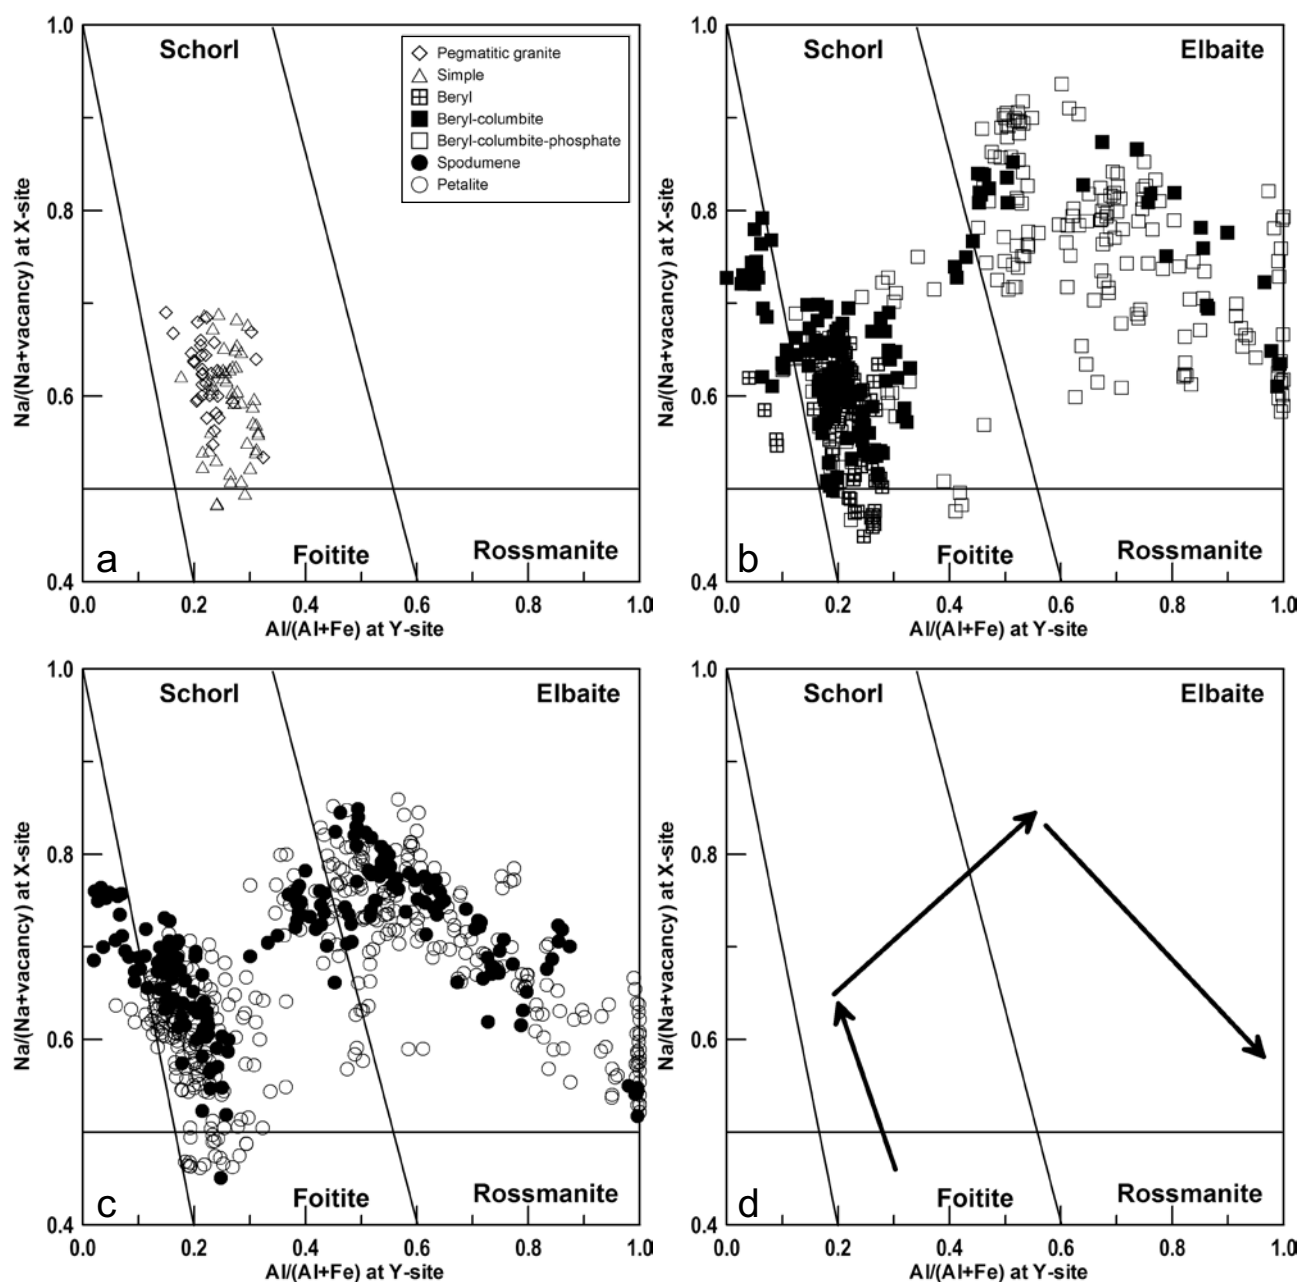 1.0
Schorl
Pegmatitic granite
Simple
Beryl
Beryl-columbite
Beryl-columbite-phosphate
Spodumene
Petalite
Na/(Na+vacancy) at X-site
0.8
0.6
a
Foitite
Rossmanite
0.4
0.0 0.2 0.4 0.6 0.8 1.0
Al/(Al+Fe) at Y-site
1.0
Schorl Elbaite
Na/(Na+vacancy) at X-site
0.8
0.6
b
Foitite
Rossmanite
0.4
0.0 0.2 0.4 0.6 0.8 1.0
Al/(Al+Fe) at Y-site
1.0
Schorl Elbaite
Na/(Na+vacancy) at X-site
0.8
0.6
c
Foitite
Rossmanite
0.4
0.0 0.2 0.4 0.6 0.8 1.0
Al/(Al+Fe) at Y-site
1.0
Schorl Elbaite
Na/(Na+vacancy) at X-site
0.8
0.6
d
Foitite
Rossmanite
0.4
0.0 0.2 0.4 0.6 0.8 1.0
Al/(Al+Fe) at Y-site